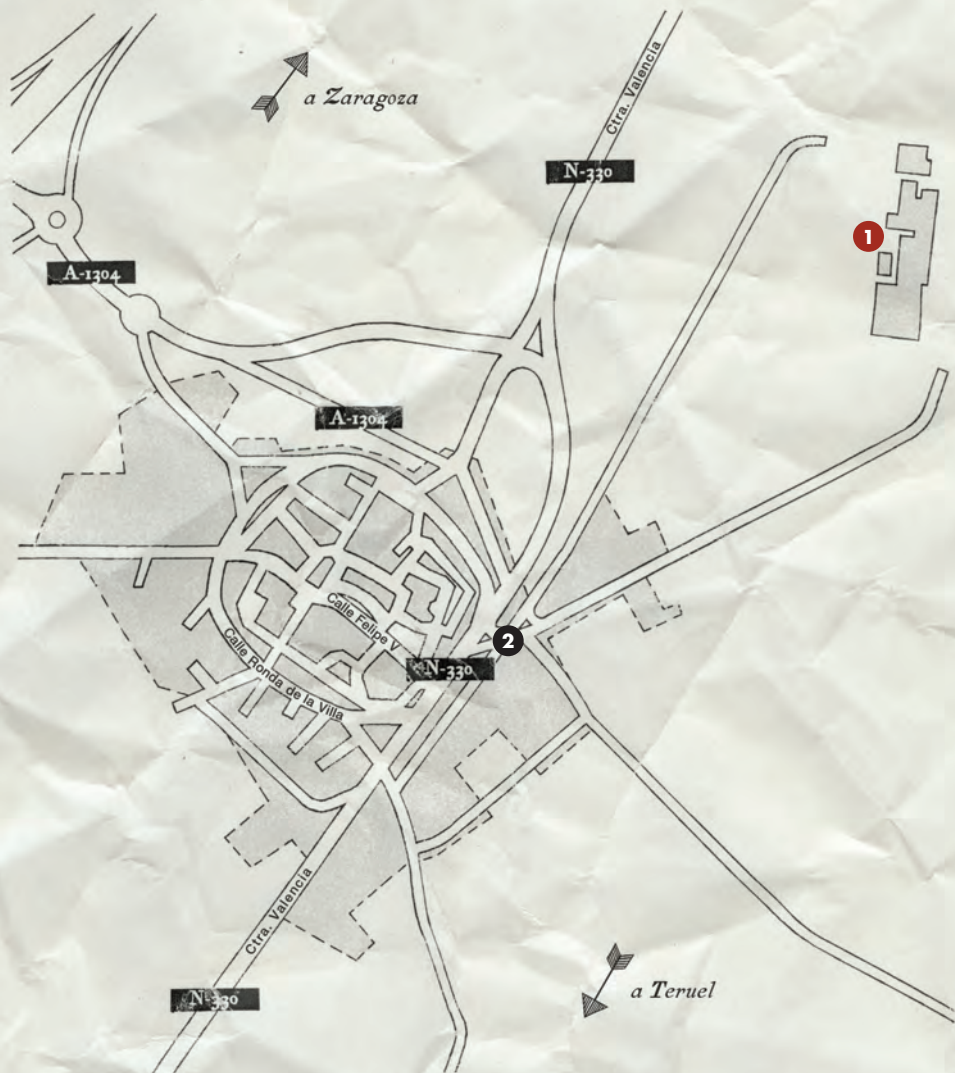 a Zaragoza
Ctra. Valencia
N-330
1
A-1304
A-1304
Calle Felipe V
2
N-330
Calle Ronda de la Villa
Ctra. Valencia
N-330
a Teruel